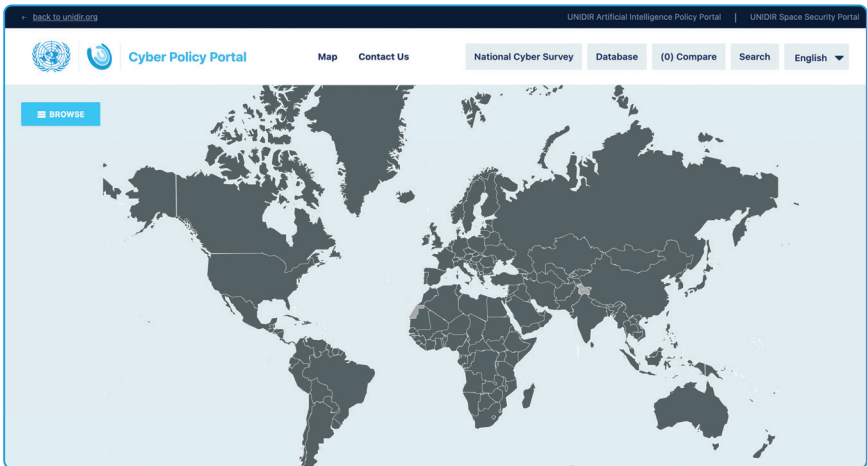 ← back to unidir.org
UNIDIR Artificial Intelligence Policy Portal | UNIDIR Space Security Portal
Cyber Policy Portal
Map
Contact Us
National Cyber Survey
Database
(0) Compare
Search
English
BROWSE